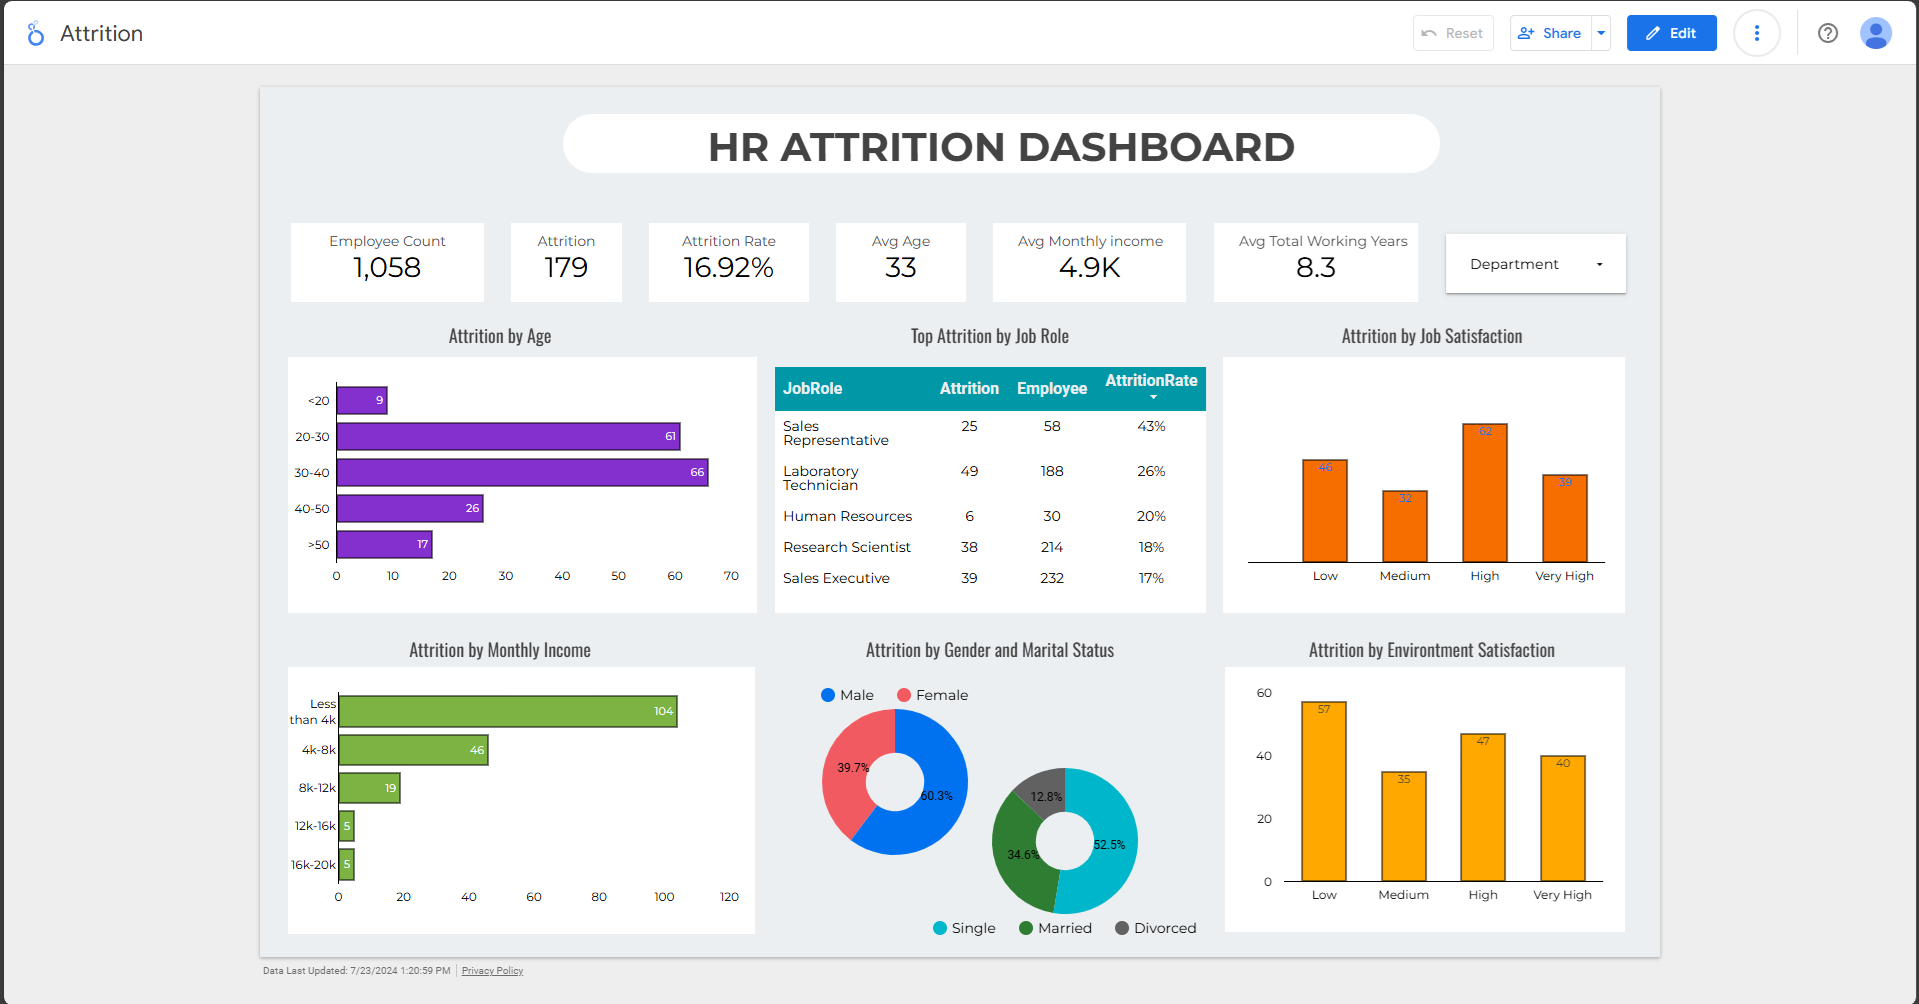 Attrition
Reset
Share
Edit
HR ATTRITION DASHBOARD
Employee Count
1,058
Attrition
179
Attrition Rate
16.92%
Avg Age
33
Avg Monthly income
4.9K
Avg Total Working Years
8.3
Department
Attrition by Age
<20
9
20-30
61
30-40
66
40-50
26
>50
17
0 10 20 30 40 50 60 70
Top Attrition by Job Role
JobRole Attrition Employee AttritionRate
Sales
Representative
25 58 43%
Laboratory
Technician
49 188 26%
Human Resources 6 30 20%
Research Scientist 38 214 18%
Sales Executive 39 232 17%
Attrition by Job Satisfaction
46
32
62
39
Low Medium High Very High
Attrition by Monthly Income
Less
than 4k
104
4k-8k
46
8k-12k
19
12k-16k
5
16k-20k
5
0 20 40 60 80 100 120
Attrition by Gender and Marital Status
Male Female
39.7%
60.3%
12.8%
52.5%
34.6%
Single Married Divorced
Attrition by Environtment Satisfaction
60
40
20
0
57
35
47
40
Low Medium High Very High
Data Last Updated: 7/23/2024 1:20:59 PM
Privacy Policy